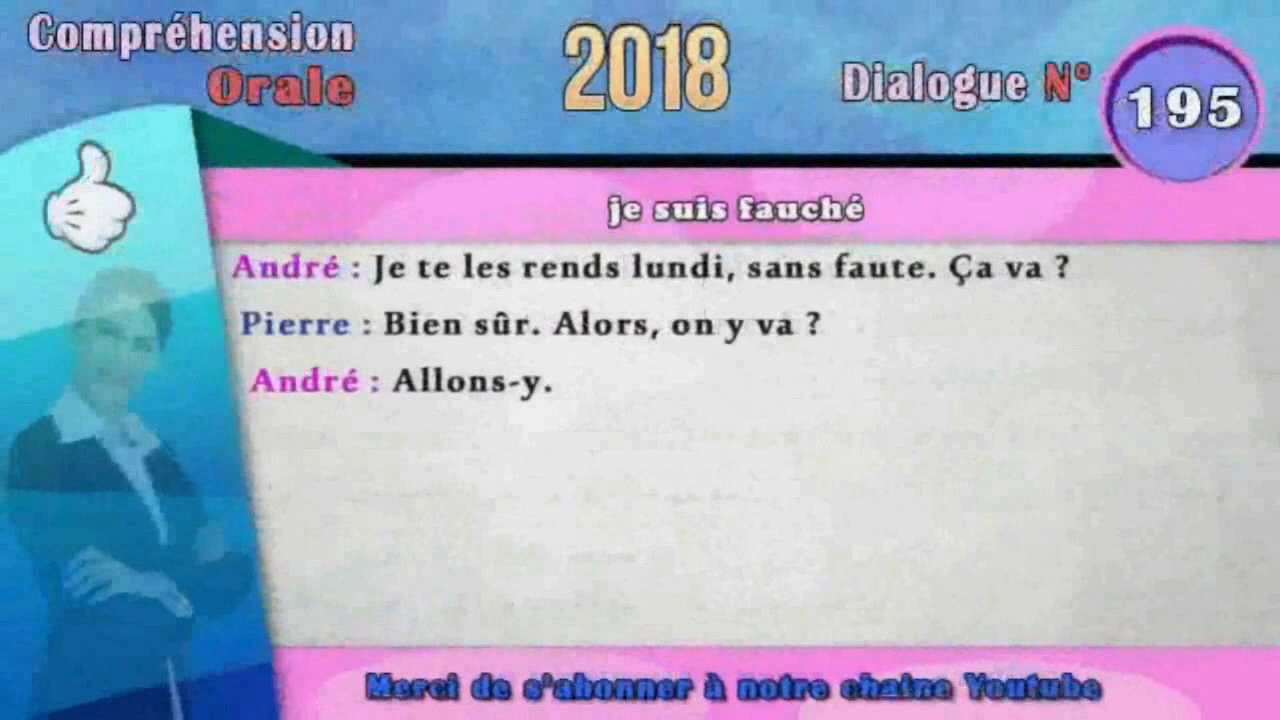 Compréhension
Orale
2018
Dialogue N° 195
je suis fauché
André : Je te les rends lundi, sans faute. Ça va ?
Pierre : Bien sûr. Alors, on y va ?
André : Allons-y.
Merci de s'abonner à notre chaine Youtube